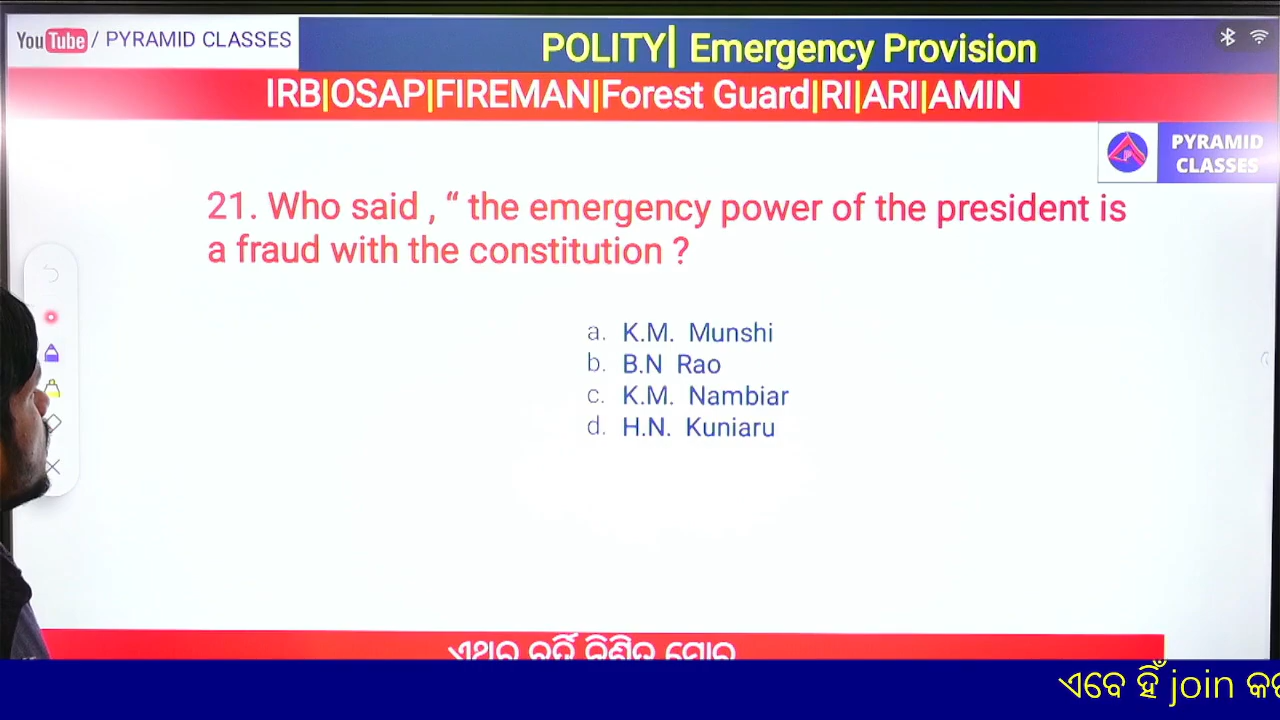 YouTube / PYRAMID CLASSES
POLITY| Emergency Provision
IRB|OSAP|FIREMAN|Forest Guard|RI|ARI|AMIN
PYRAMID
CLASSES
21. Who said , “ the emergency power of the president is
a fraud with the constitution ?
a. K.M. Munshi
b. B.N Rao
c. K.M. Nambiar
d. H.N. Kuniaru
ଏବେ ହିଁ join